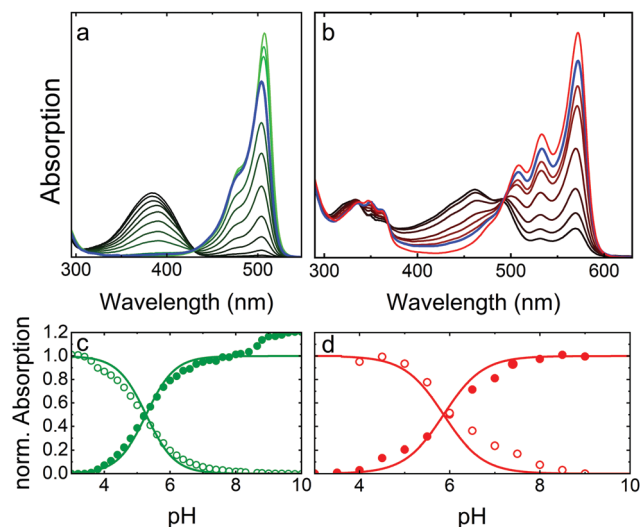 a b
Absorption
300 400 500 300 400 500 600
Wavelength (nm) Wavelength (nm)
norm. Absorption
1.2 c d
1.0
0.8
0.6
0.4
0.2
0.0
4 6 8 10 4 6 8 10
pH pH